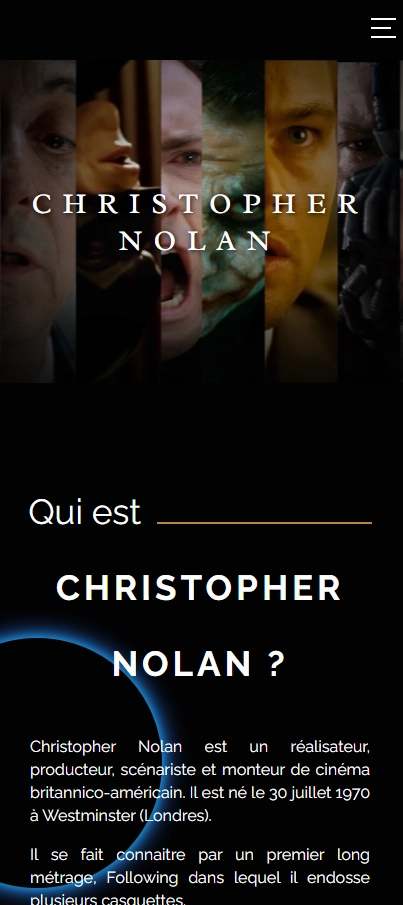 CHRISTOPHER
NOLAN
Qui est
CHRISTOPHER
NOLAN ?
Christopher Nolan est un réalisateur,
producteur, scénariste et monteur de cinéma
britannico-américain. Il est né le 30 juillet 1970
à Westminster (Londres).
Il se fait connaitre par un premier long
métrage, Following dans lequel il endosse
plusieurs casquettes.